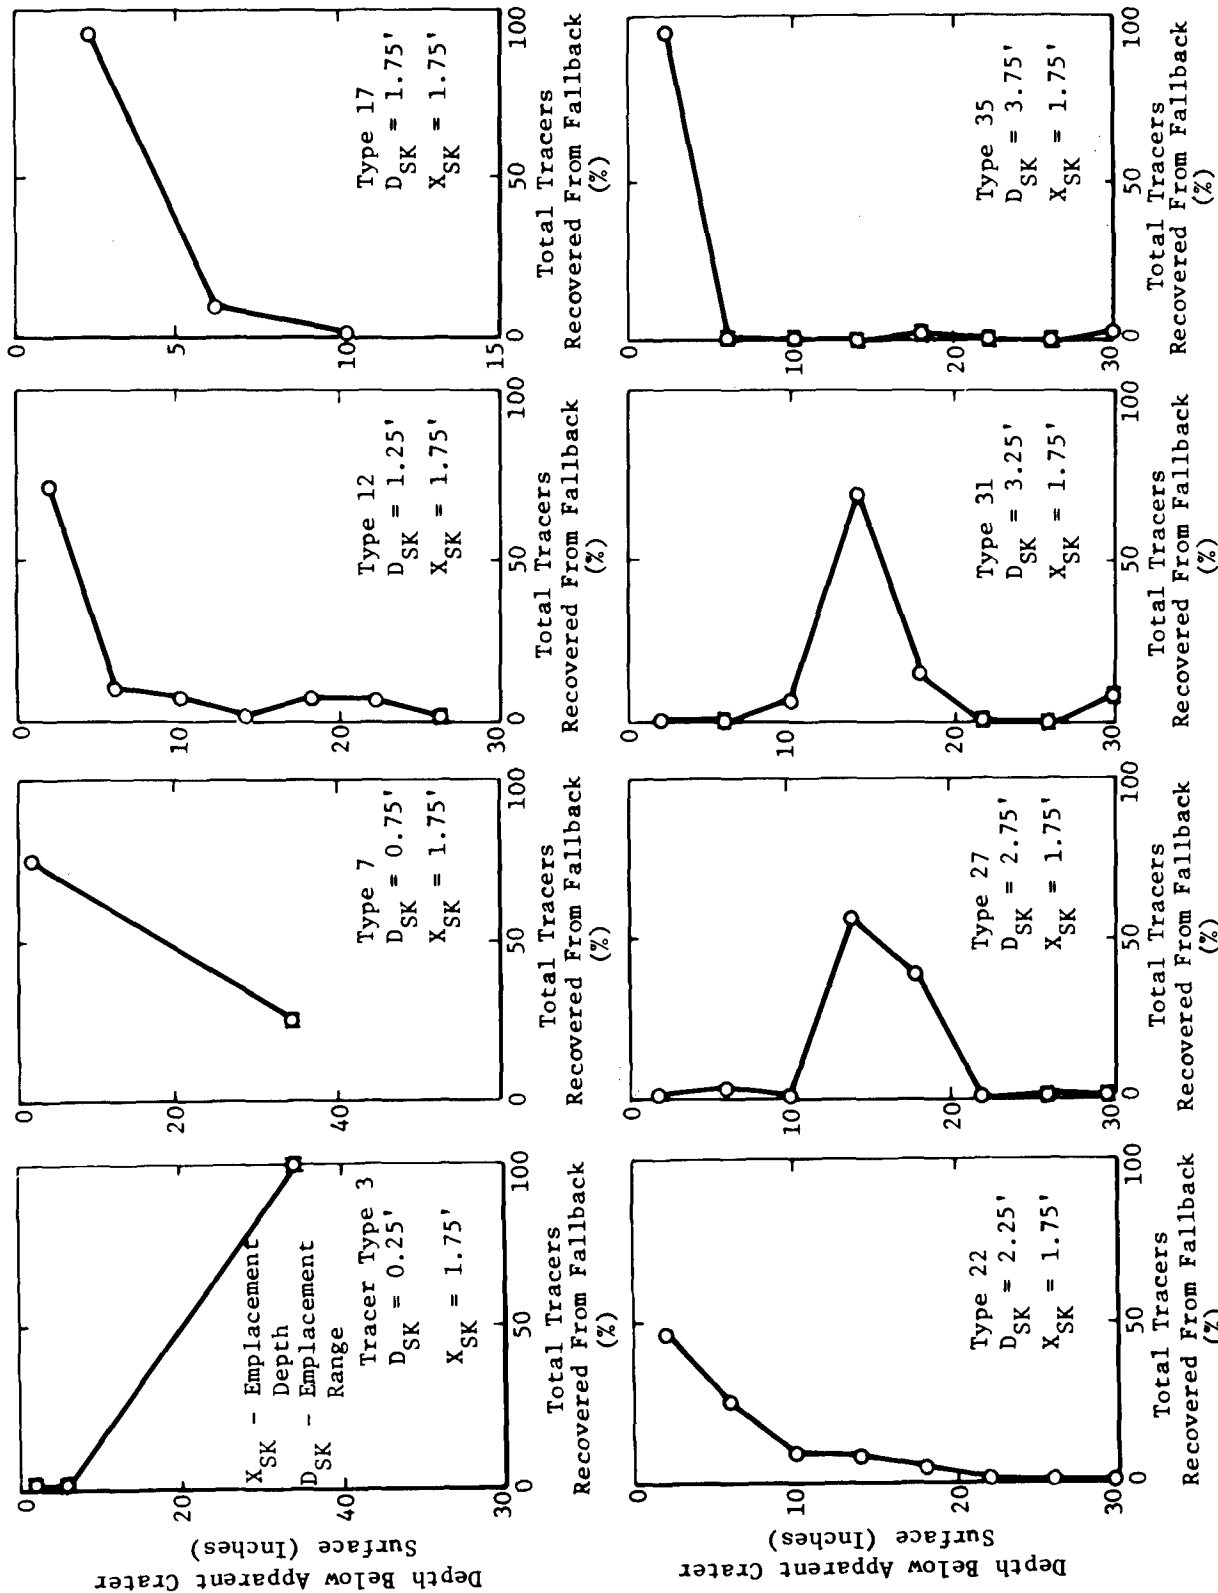 Depth Below Apparent Crater
Surface (Inches)
0
20
40
30
X_SK - Emplacement
Depth
D_SK - Emplacement
Range
Tracer Type 3
D_SK = 0.25'
X_SK = 1.75'
0
50
100
Total Tracers
Recovered From Fallback
(%)
0
20
40
60
Type 7
D_SK = 0.75'
X_SK = 1.75'
0
50
100
Total Tracers
Recovered From Fallback
(%)
0
10
20
30
Type 12
D_SK = 1.25'
X_SK = 1.75'
0
50
100
Total Tracers
Recovered From Fallback
(%)
0
5
10
15
Type 17
D_SK = 1.75'
X_SK = 1.75'
0
50
100
Total Tracers
Recovered From Fallback
(%)
Depth Below Apparent Crater
Surface (Inches)
0
10
20
30
Type 22
D_SK = 2.25'
X_SK = 1.75'
0
50
100
Total Tracers
Recovered From Fallback
(%)
0
10
20
30
Type 27
D_SK = 2.75'
X_SK = 1.75'
0
50
100
Total Tracers
Recovered From Fallback
(%)
0
10
20
30
Type 31
D_SK = 3.25'
X_SK = 1.75'
0
50
100
Total Tracers
Recovered From Fallback
(%)
0
10
20
30
Type 35
D_SK = 3.75'
X_SK = 1.75'
0
50
100
Total Tracers
Recovered From Fallback
(%)